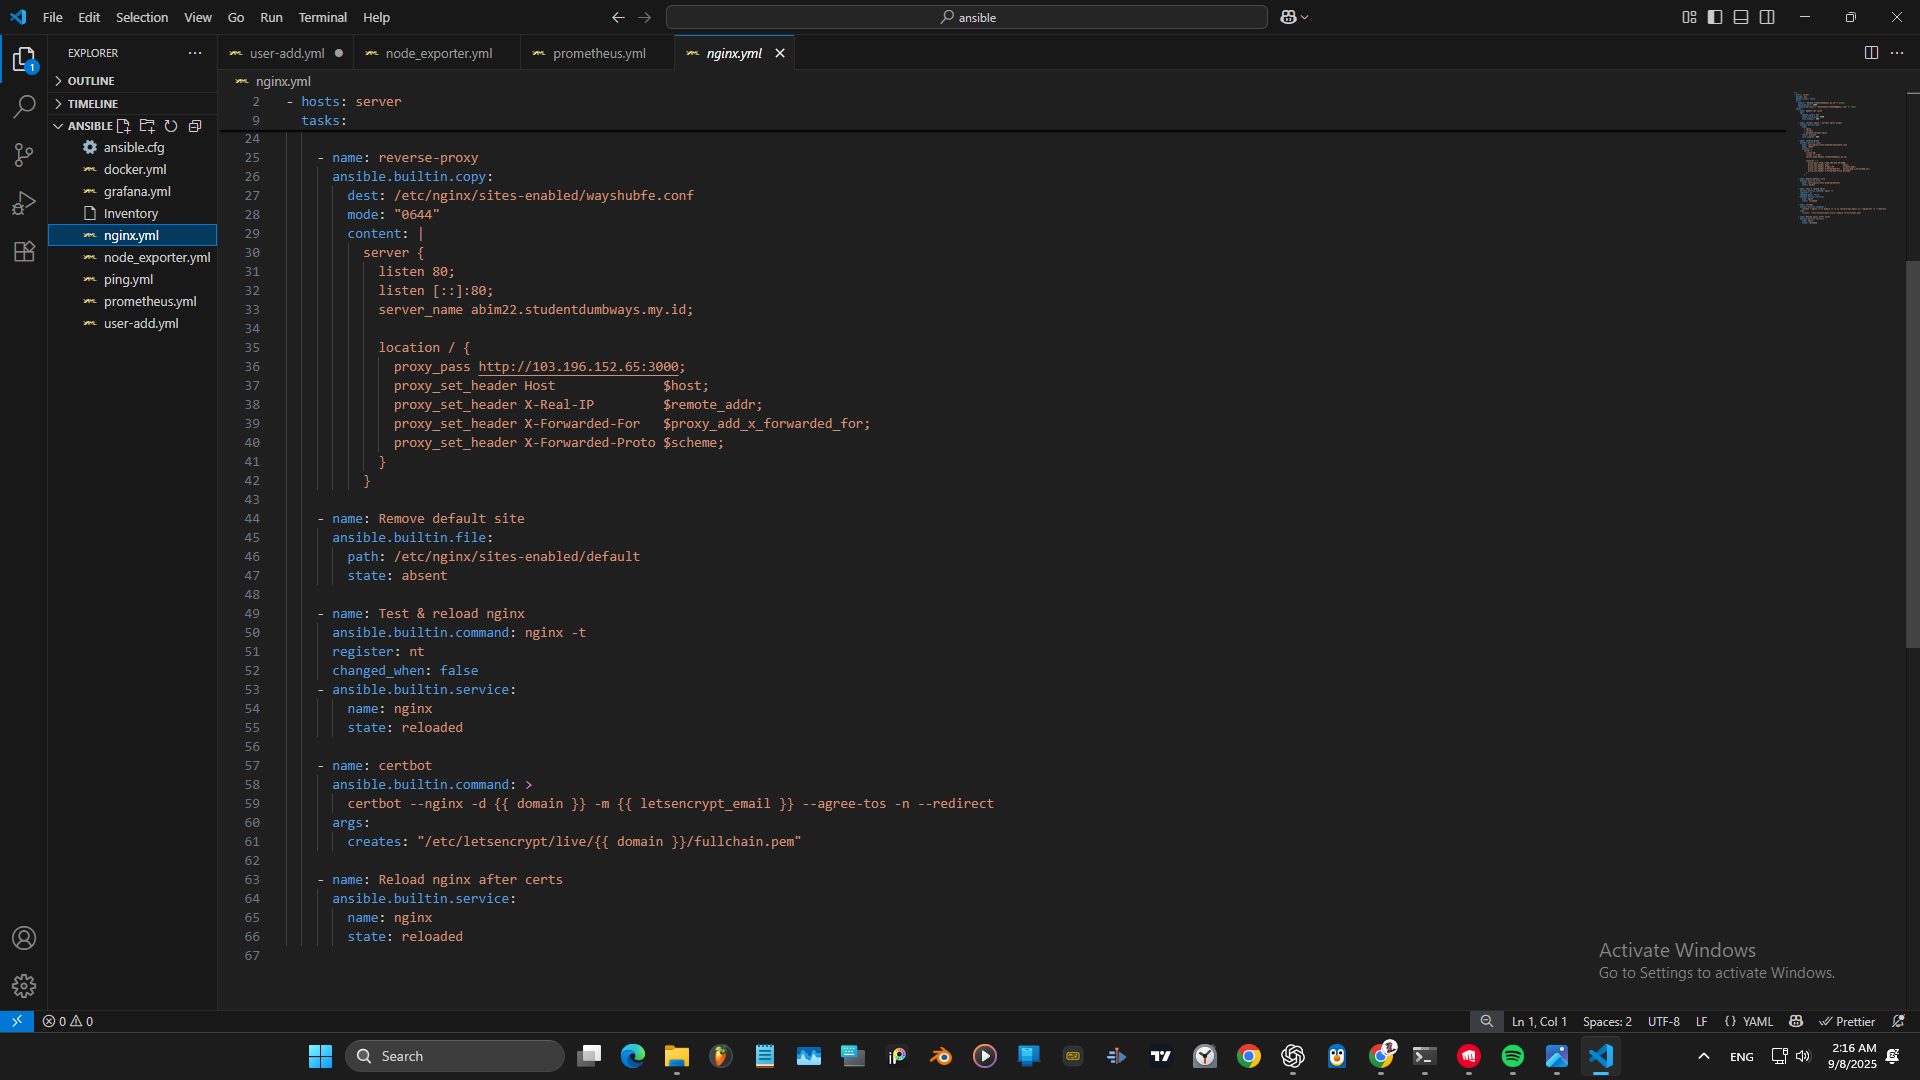 File Edit Selection View Go Run Terminal Help
ansible
EXPLORER
user-add.yml
node_exporter.yml
prometheus.yml
nginx.yml
OUTLINE
TIMELINE
ANSIBLE
ansible.cfg
docker.yml
grafana.yml
Inventory
nginx.yml
node_exporter.yml
ping.yml
prometheus.yml
user-add.yml
1
nginx.yml
2 - hosts: server
9 tasks:
24
25 - name: reverse-proxy
26 ansible.builtin.copy:
27 dest: /etc/nginx/sites-enabled/wayshubfe.conf
28 mode: "0644"
29 content: |
30 server {
31 listen 80;
32 listen [::]:80;
33 server_name abim22.studentdumbways.my.id;
34
35 location / {
36 proxy_pass http://103.196.152.65:3000;
37 proxy_set_header Host $host;
38 proxy_set_header X-Real-IP $remote_addr;
39 proxy_set_header X-Forwarded-For $proxy_add_x_forwarded_for;
40 proxy_set_header X-Forwarded-Proto $scheme;
41 }
42 }
43
44 - name: Remove default site
45 ansible.builtin.file:
46 path: /etc/nginx/sites-enabled/default
47 state: absent
48
49 - name: Test & reload nginx
50 ansible.builtin.command: nginx -t
51 register: nt
52 changed_when: false
53 - ansible.builtin.service:
54 name: nginx
55 state: reloaded
56
57 - name: certbot
58 ansible.builtin.command: >
59 certbot --nginx -d {{ domain }} -m {{ letsencrypt_email }} --agree-tos -n --redirect
60 args:
61 creates: "/etc/letsencrypt/live/{{ domain }}/fullchain.pem"
62
63 - name: Reload nginx after certs
64 ansible.builtin.service:
65 name: nginx
66 state: reloaded
67
Activate Windows
Go to Settings to activate Windows.
0 0
Ln 1, Col 1 Spaces: 2 UTF-8 LF {} YAML Prettier
Search
ENG
2:16 AM
9/8/2025